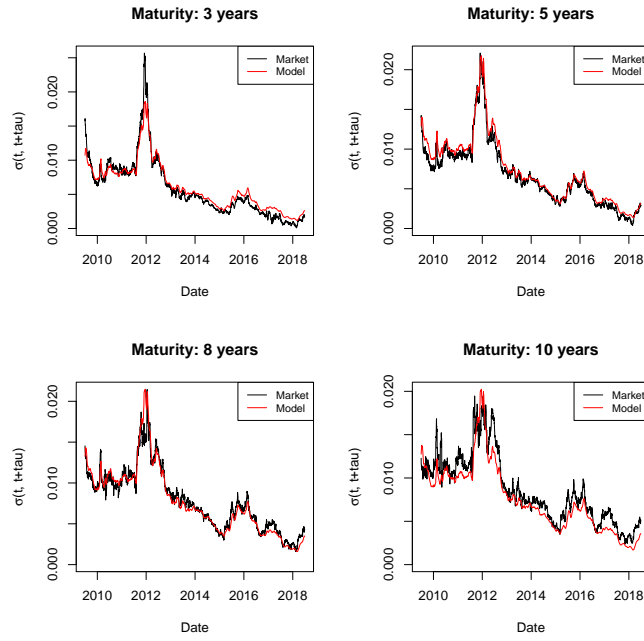 Maturity: 3 years
σ(t, t+tau)
0.000 0.010 0.020
Market
Model
2010 2012 2014 2016 2018
Date
Maturity: 5 years
σ(t, t+tau)
0.000 0.010 0.020
Market
Model
2010 2012 2014 2016 2018
Date
Maturity: 8 years
σ(t, t+tau)
0.000 0.010 0.020
Market
Model
2010 2012 2014 2016 2018
Date
Maturity: 10 years
σ(t, t+tau)
0.000 0.010 0.020
Market
Model
2010 2012 2014 2016 2018
Date